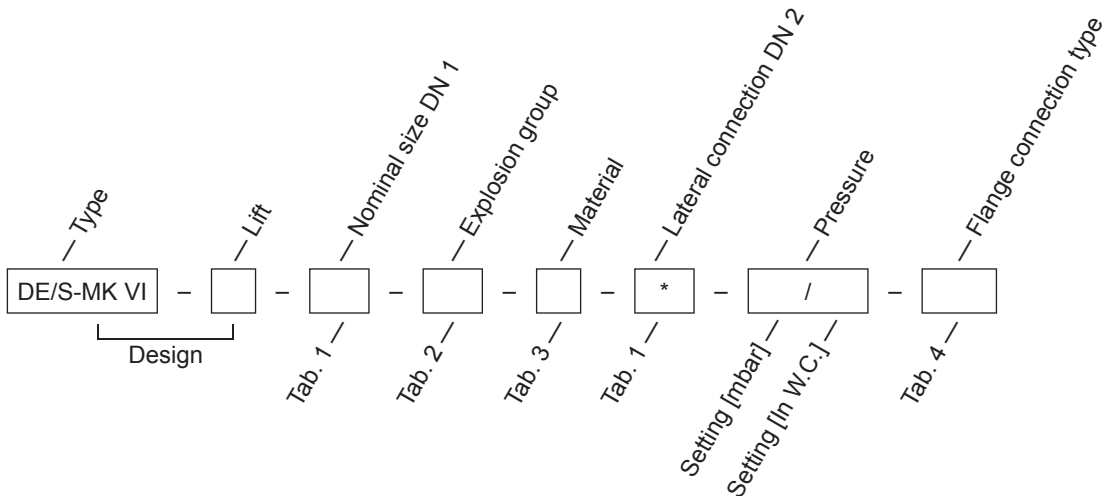 Type
Lift
Nominal size DN 1
Explosion group
Material
Lateral connection DN 2
Pressure
Flange connection type
DE/S-MK VI – – – – – * – / –
Design
Tab. 1
Tab. 2
Tab. 3
Tab. 1
Setting [mbar]
Setting [In W.C.]
Tab. 4